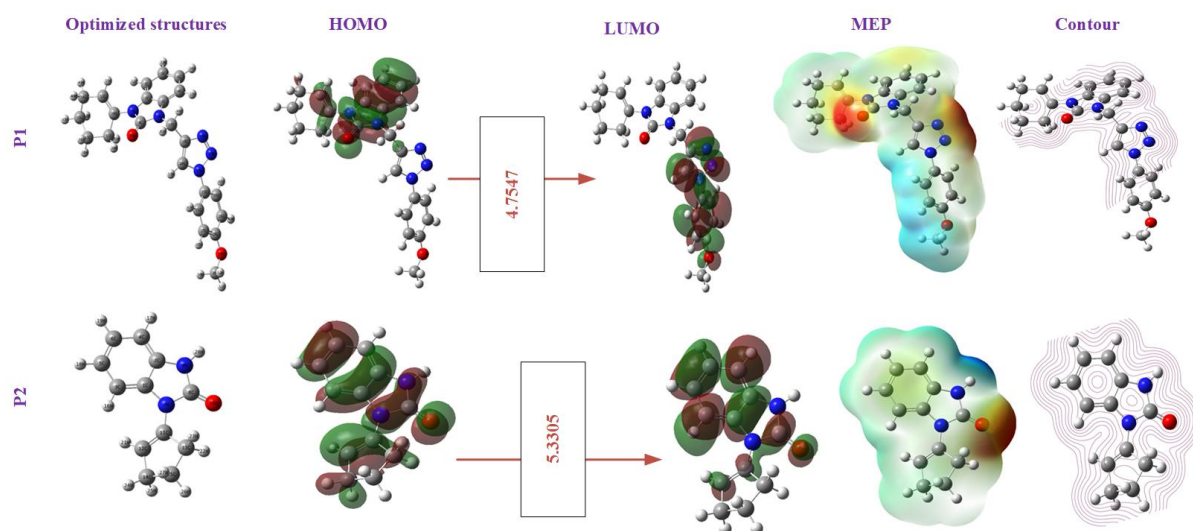 Optimized structures
HOMO
LUMO
MEP
Contour
P1
4.7547
P2
5.3305